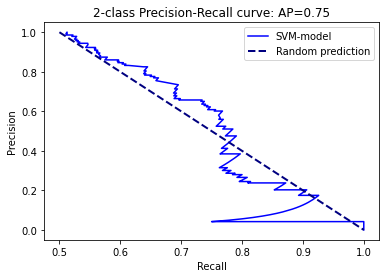 2-class Precision-Recall curve: AP=0.75
SVM-model
Random prediction
Precision
1.0
0.8
0.6
0.4
0.2
0.0
0.5 0.6 0.7 0.8 0.9 1.0
Recall